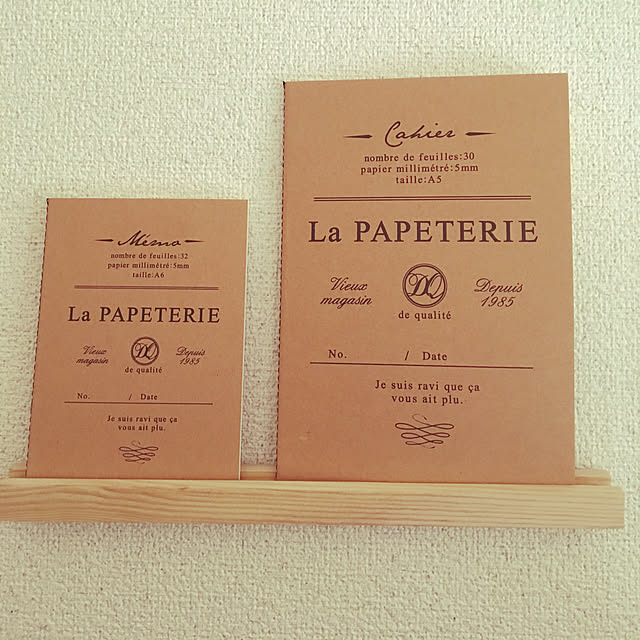 Mémo
nombre de feuilles:32
papier millimétré:5mm
taille:A6
La PAPETERIE
Vieux
magasin
DQ
Depuis
1985
de qualité
No. / Date
Je suis ravi que ça
vous ait plu.
Cahier
nombre de feuilles:30
papier millimétré:5mm
taille:A5
La PAPETERIE
Vieux
magasin
DQ
Depuis
1985
de qualité
No. / Date
Je suis ravi que ça
vous ait plu.